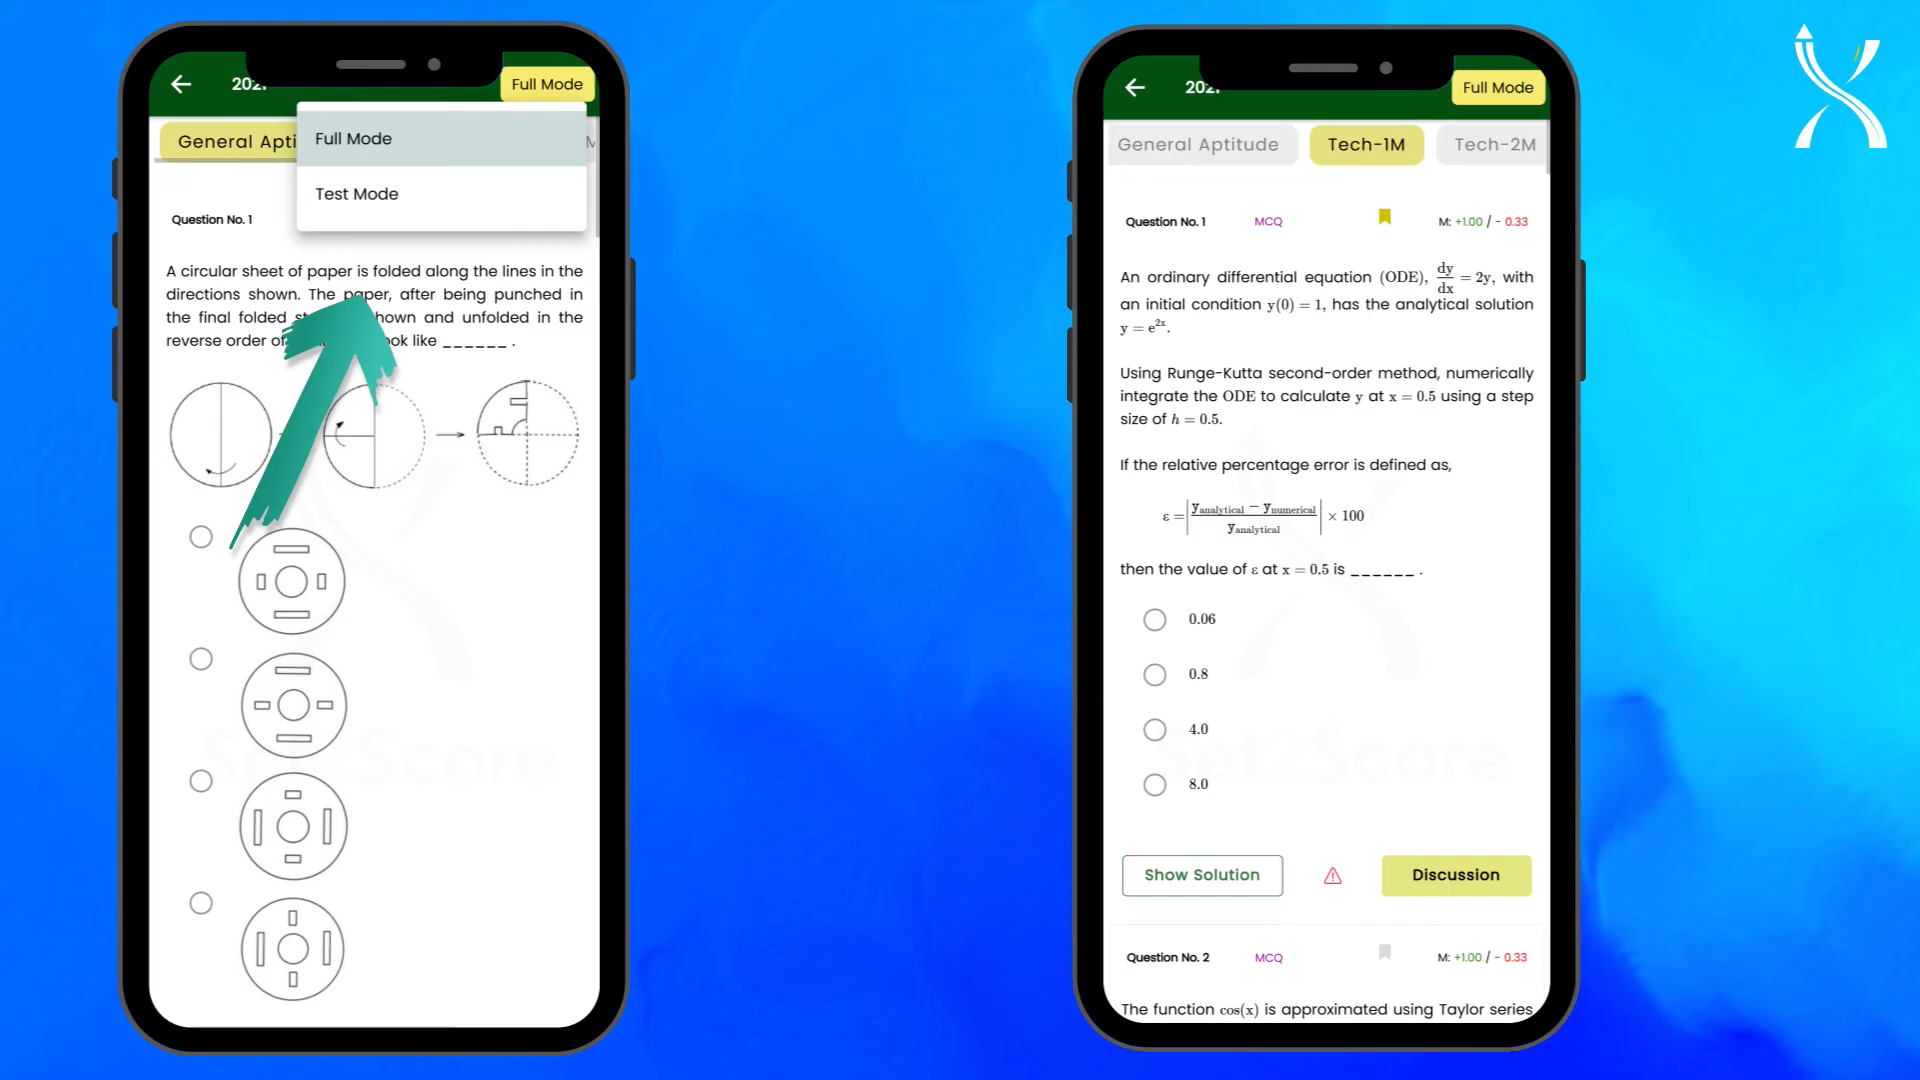 2021
Full Mode
General Apti
Full Mode
Test Mode
Question No. 1
A circular sheet of paper is folded along the lines in the
directions shown. The paper, after being punched in
the final folded st hown and unfolded in the
reverse order of ook like ______ .
Set2Score
2021
Full Mode
General Aptitude
Tech-1M
Tech-2M
Question No. 1
MCQ
M: +1.00 / - 0.33
An ordinary differential equation (ODE), dy/dx = 2y, with
an initial condition y(0) = 1, has the analytical solution
y = e^2x.
Using Runge-Kutta second-order method, numerically
integrate the ODE to calculate y at x = 0.5 using a step
size of h = 0.5.
If the relative percentage error is defined as,
ε = |(y_analytical − y_numerical) / y_analytical| × 100
then the value of ε at x = 0.5 is ______ .
0.06
0.8
4.0
8.0
Set2Score
Show Solution
Discussion
Question No. 2
MCQ
M: +1.00 / - 0.33
The function cos(x) is approximated using Taylor series